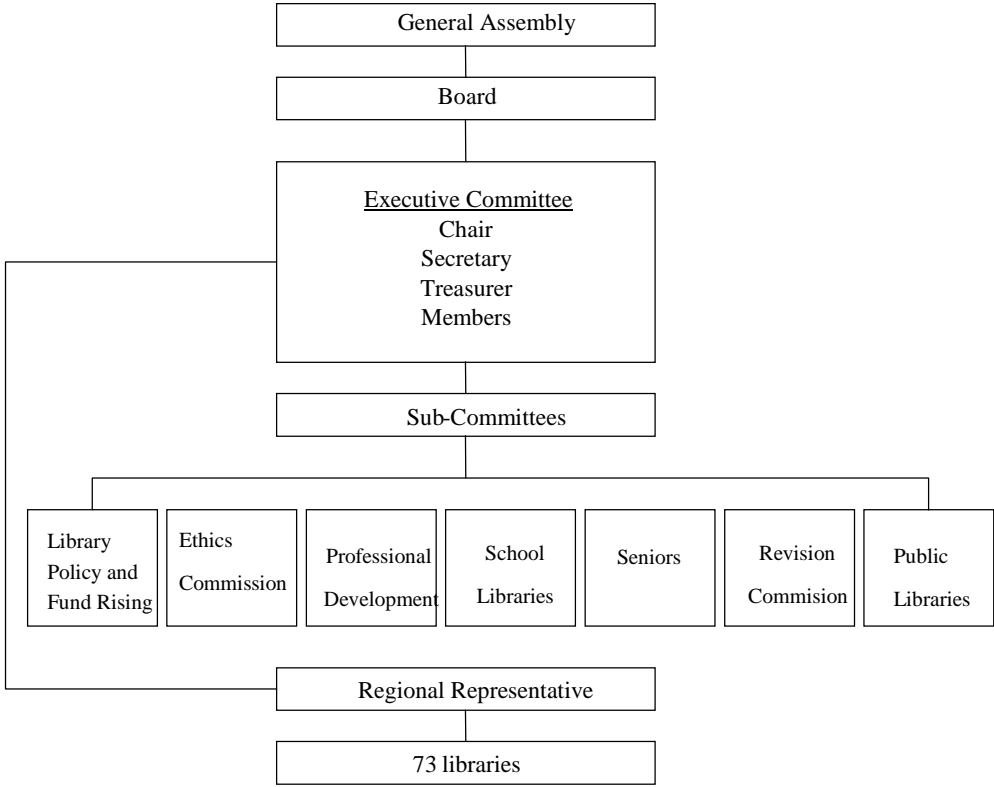 General Assembly
Board
Executive Committee
Chair
Secretary
Treasurer
Members
Sub-Committees
Library
Policy and
Fund Rising
Ethics
Commission
Professional
Development
School
Libraries
Seniors
Revision
Commision
Public
Libraries
Regional Representative
73 libraries